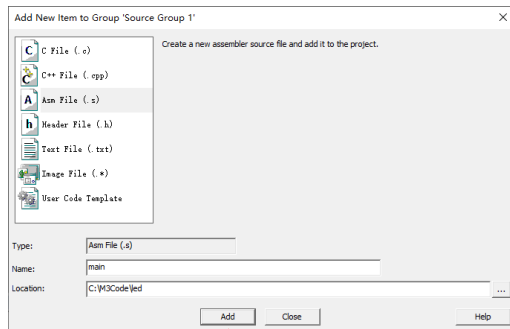 Add New Item to Group 'Source Group 1'
C File (.c)
C++ File (.cpp)
Asm File (.s)
Header File (.h)
Text File (.txt)
Image File (.*)
User Code Template
Create a new assembler source file and add it to the project.
Type:
Asm File (.s)
Name:
main
Location:
C:\M3Code\led
...
Add
Close
Help